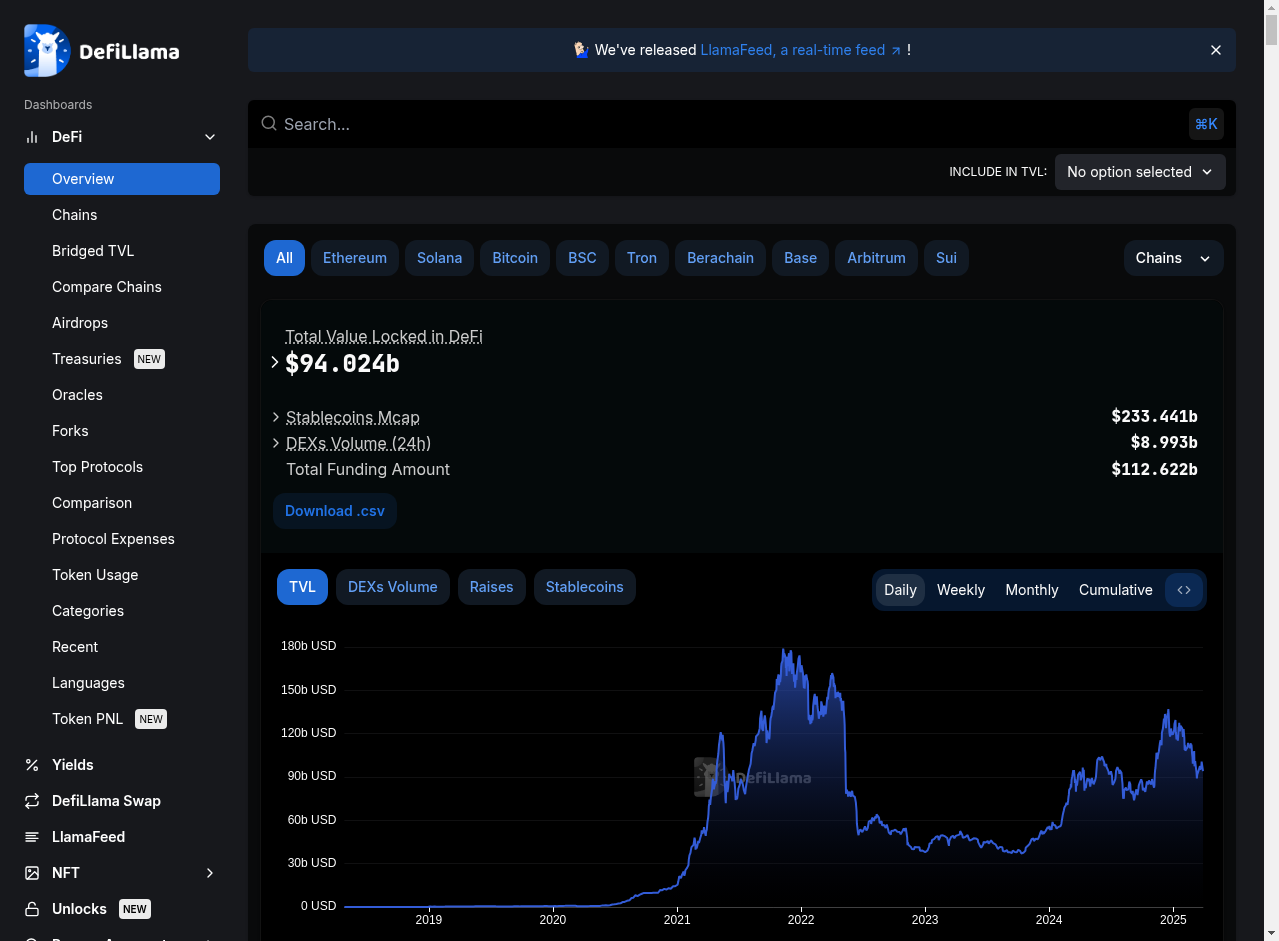 DefiLlama
Dashboards
DeFi
Overview
Chains
Bridged TVL
Compare Chains
Airdrops
Treasuries NEW
Oracles
Forks
Top Protocols
Comparison
Protocol Expenses
Token Usage
Categories
Recent
Languages
Token PNL NEW
Yields
DefiLlama Swap
LlamaFeed
NFT
Unlocks NEW
We've released LlamaFeed, a real-time feed ↗ !
Search... ⌘K
INCLUDE IN TVL: No option selected
All Ethereum Solana Bitcoin BSC Tron Berachain Base Arbitrum Sui Chains
Total Value Locked in DeFi
$94.024b
Stablecoins Mcap $233.441b
DEXs Volume (24h) $8.993b
Total Funding Amount $112.622b
Download .csv
TVL DEXs Volume Raises Stablecoins Daily Weekly Monthly Cumulative
180b USD
150b USD
120b USD
90b USD
DefiLlama
60b USD
30b USD
0 USD
2019 2020 2021 2022 2023 2024 2025